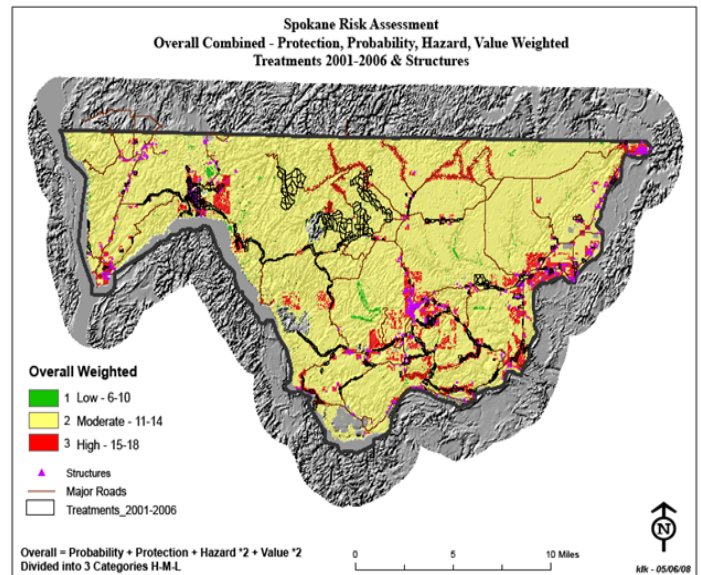 Spokane Risk Assessment
Overall Combined - Protection, Probability, Hazard, Value Weighted
Treatments 2001-2006 & Structures
Overall Weighted
1 Low - 6-10
2 Moderate - 11-14
3 High - 15-18
Structures
Major Roads
Treatments_2001-2006
N
Overall = Probability + Protection + Hazard *2 + Value *2
Divided into 3 Categories H-M-L
0 5 10 Miles
klk - 05/06/08